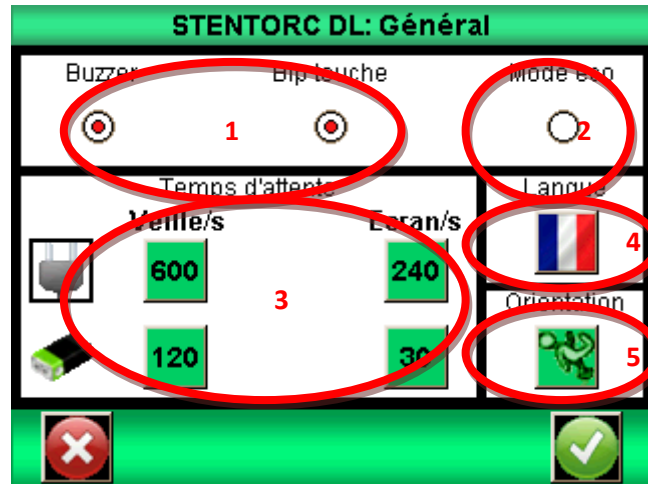 STENTORC DL: Général
Buzzer Bip touche Mode éco
1 2
Temps d'attente Langue
Veille/s Ecran/s
4
600 240
3
Orientation
120 30 5